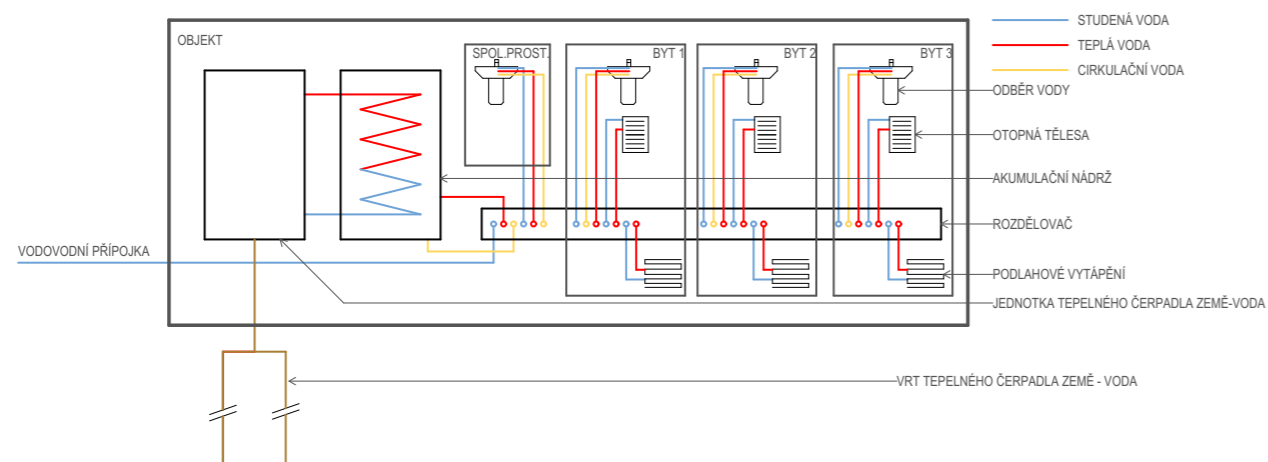 OBJEKT
SPOL.PROST.
BYT 1
BYT 2
BYT 3
STUDENÁ VODA
TEPLÁ VODA
CIRKULAČNÍ VODA
ODBĚR VODY
OTOPNÁ TĚLESA
AKUMULAČNÍ NÁDRŽ
ROZDĚLOVAČ
VODOVODNÍ PŘÍPOJKA
PODLAHOVÉ VYTÁPĚNÍ
JEDNOTKA TEPELNÉHO ČERPADLA ZEMĚ-VODA
VRT TEPELNÉHO ČERPADLA ZEMĚ - VODA